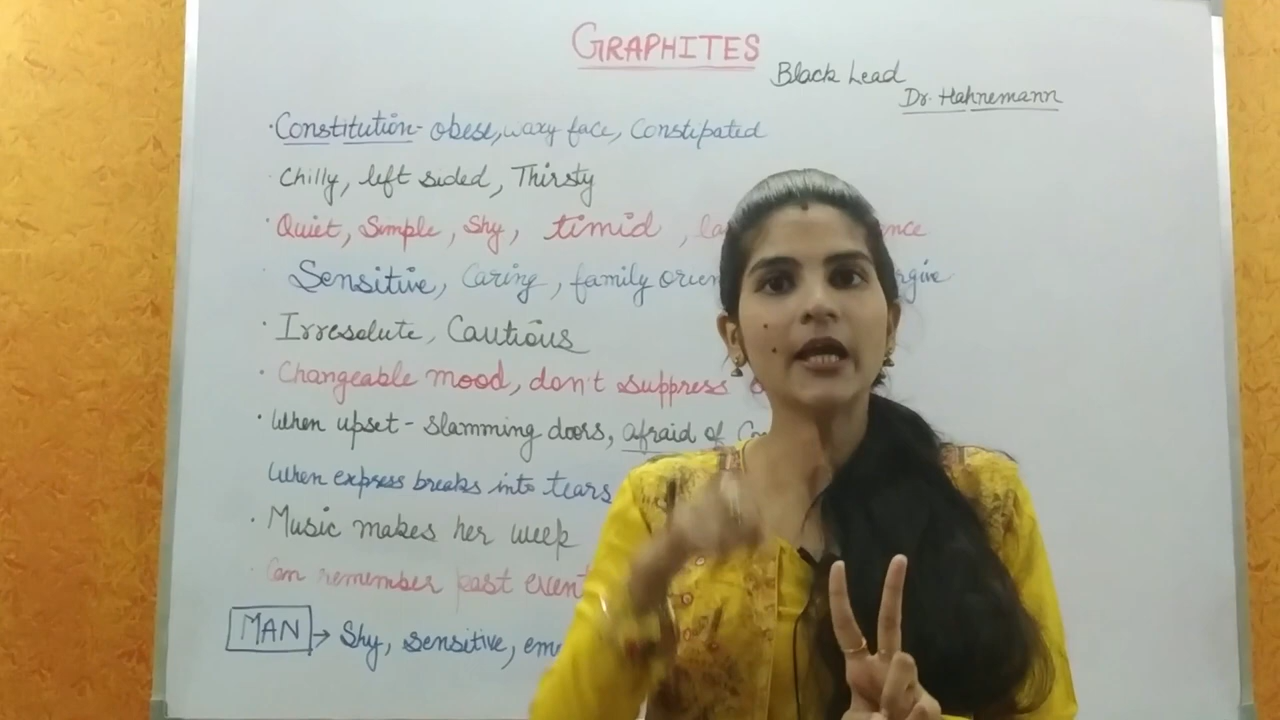 GRAPHITES
Black Lead
Dr. Hahnemann
· Constitution - obese, waxy face, Constipated
· Chilly, left sided, Thirsty
· Quiet, Simple, Shy, timid,
Sensitive, Caring, family
· Irresolute, Cautious
· Changeable mood, don't suppress
· When upset - slamming doors, afraid of
When express breaks into tears
· Music makes her weep
· Can remember past
MAN → Shy, sensitive,